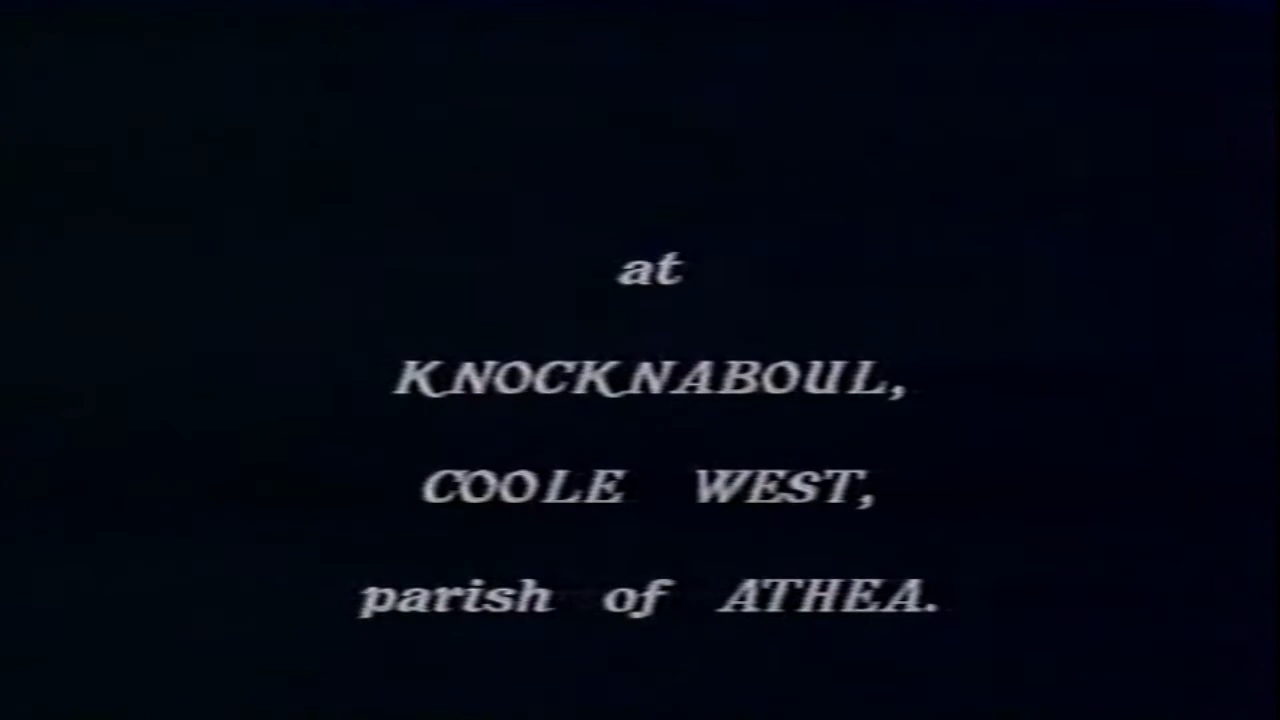 at
KNOCKNABOUL,
COOLE WEST,
parish of ATHEA.